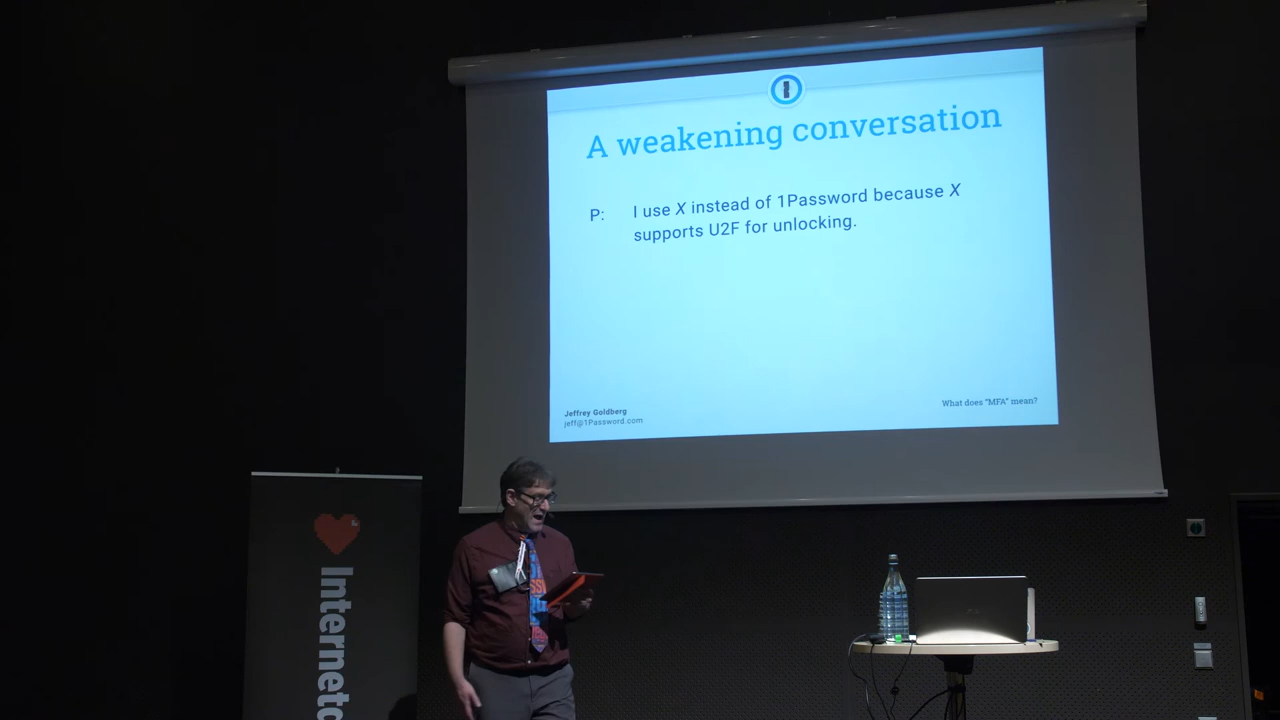 A weakening conversation
P: I use X instead of 1Password because X
supports U2F for unlocking.
Jeffrey Goldberg
jeff@1Password.com
What does “MFA” mean?